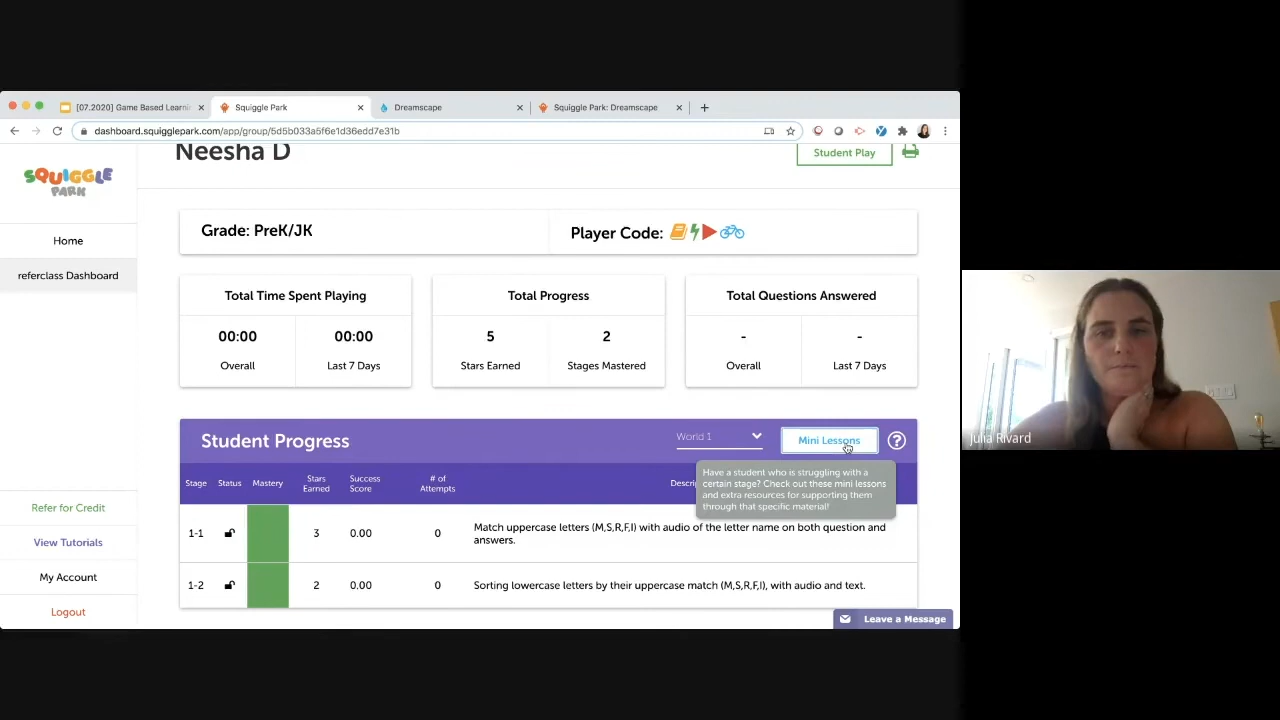 [07.2020] Game Based Learni
Squiggle Park
Dreamscape
Squiggle Park: Dreamscape
dashboard.squigglepark.com/app/group/5d5b033a5f6e1d36edd7e31b
Neesha D
Student Play
SQUIGGLE
PARK
Home
referclass Dashboard
Grade: PreK/JK
Player Code:
Total Time Spent Playing
Total Progress
Total Questions Answered
00:00
00:00
5
2
-
-
Overall
Last 7 Days
Stars Earned
Stages Mastered
Overall
Last 7 Days
Student Progress
World 1
Mini Lessons
Have a student who is struggling with a
certain stage? Check out these mini lessons
and extra resources for supporting them
through that specific material!
Stage
Status
Mastery
Stars
Earned
Success
Score
# of
Attempts
Descrip
1-1
3
0.00
0
Match uppercase letters (M,S,R,F,I) with audio of the letter name on both question and
answers.
1-2
2
0.00
0
Sorting lowercase letters by their uppercase match (M,S,R,F,I), with audio and text.
Refer for Credit
View Tutorials
My Account
Logout
Leave a Message
Julia Rivard